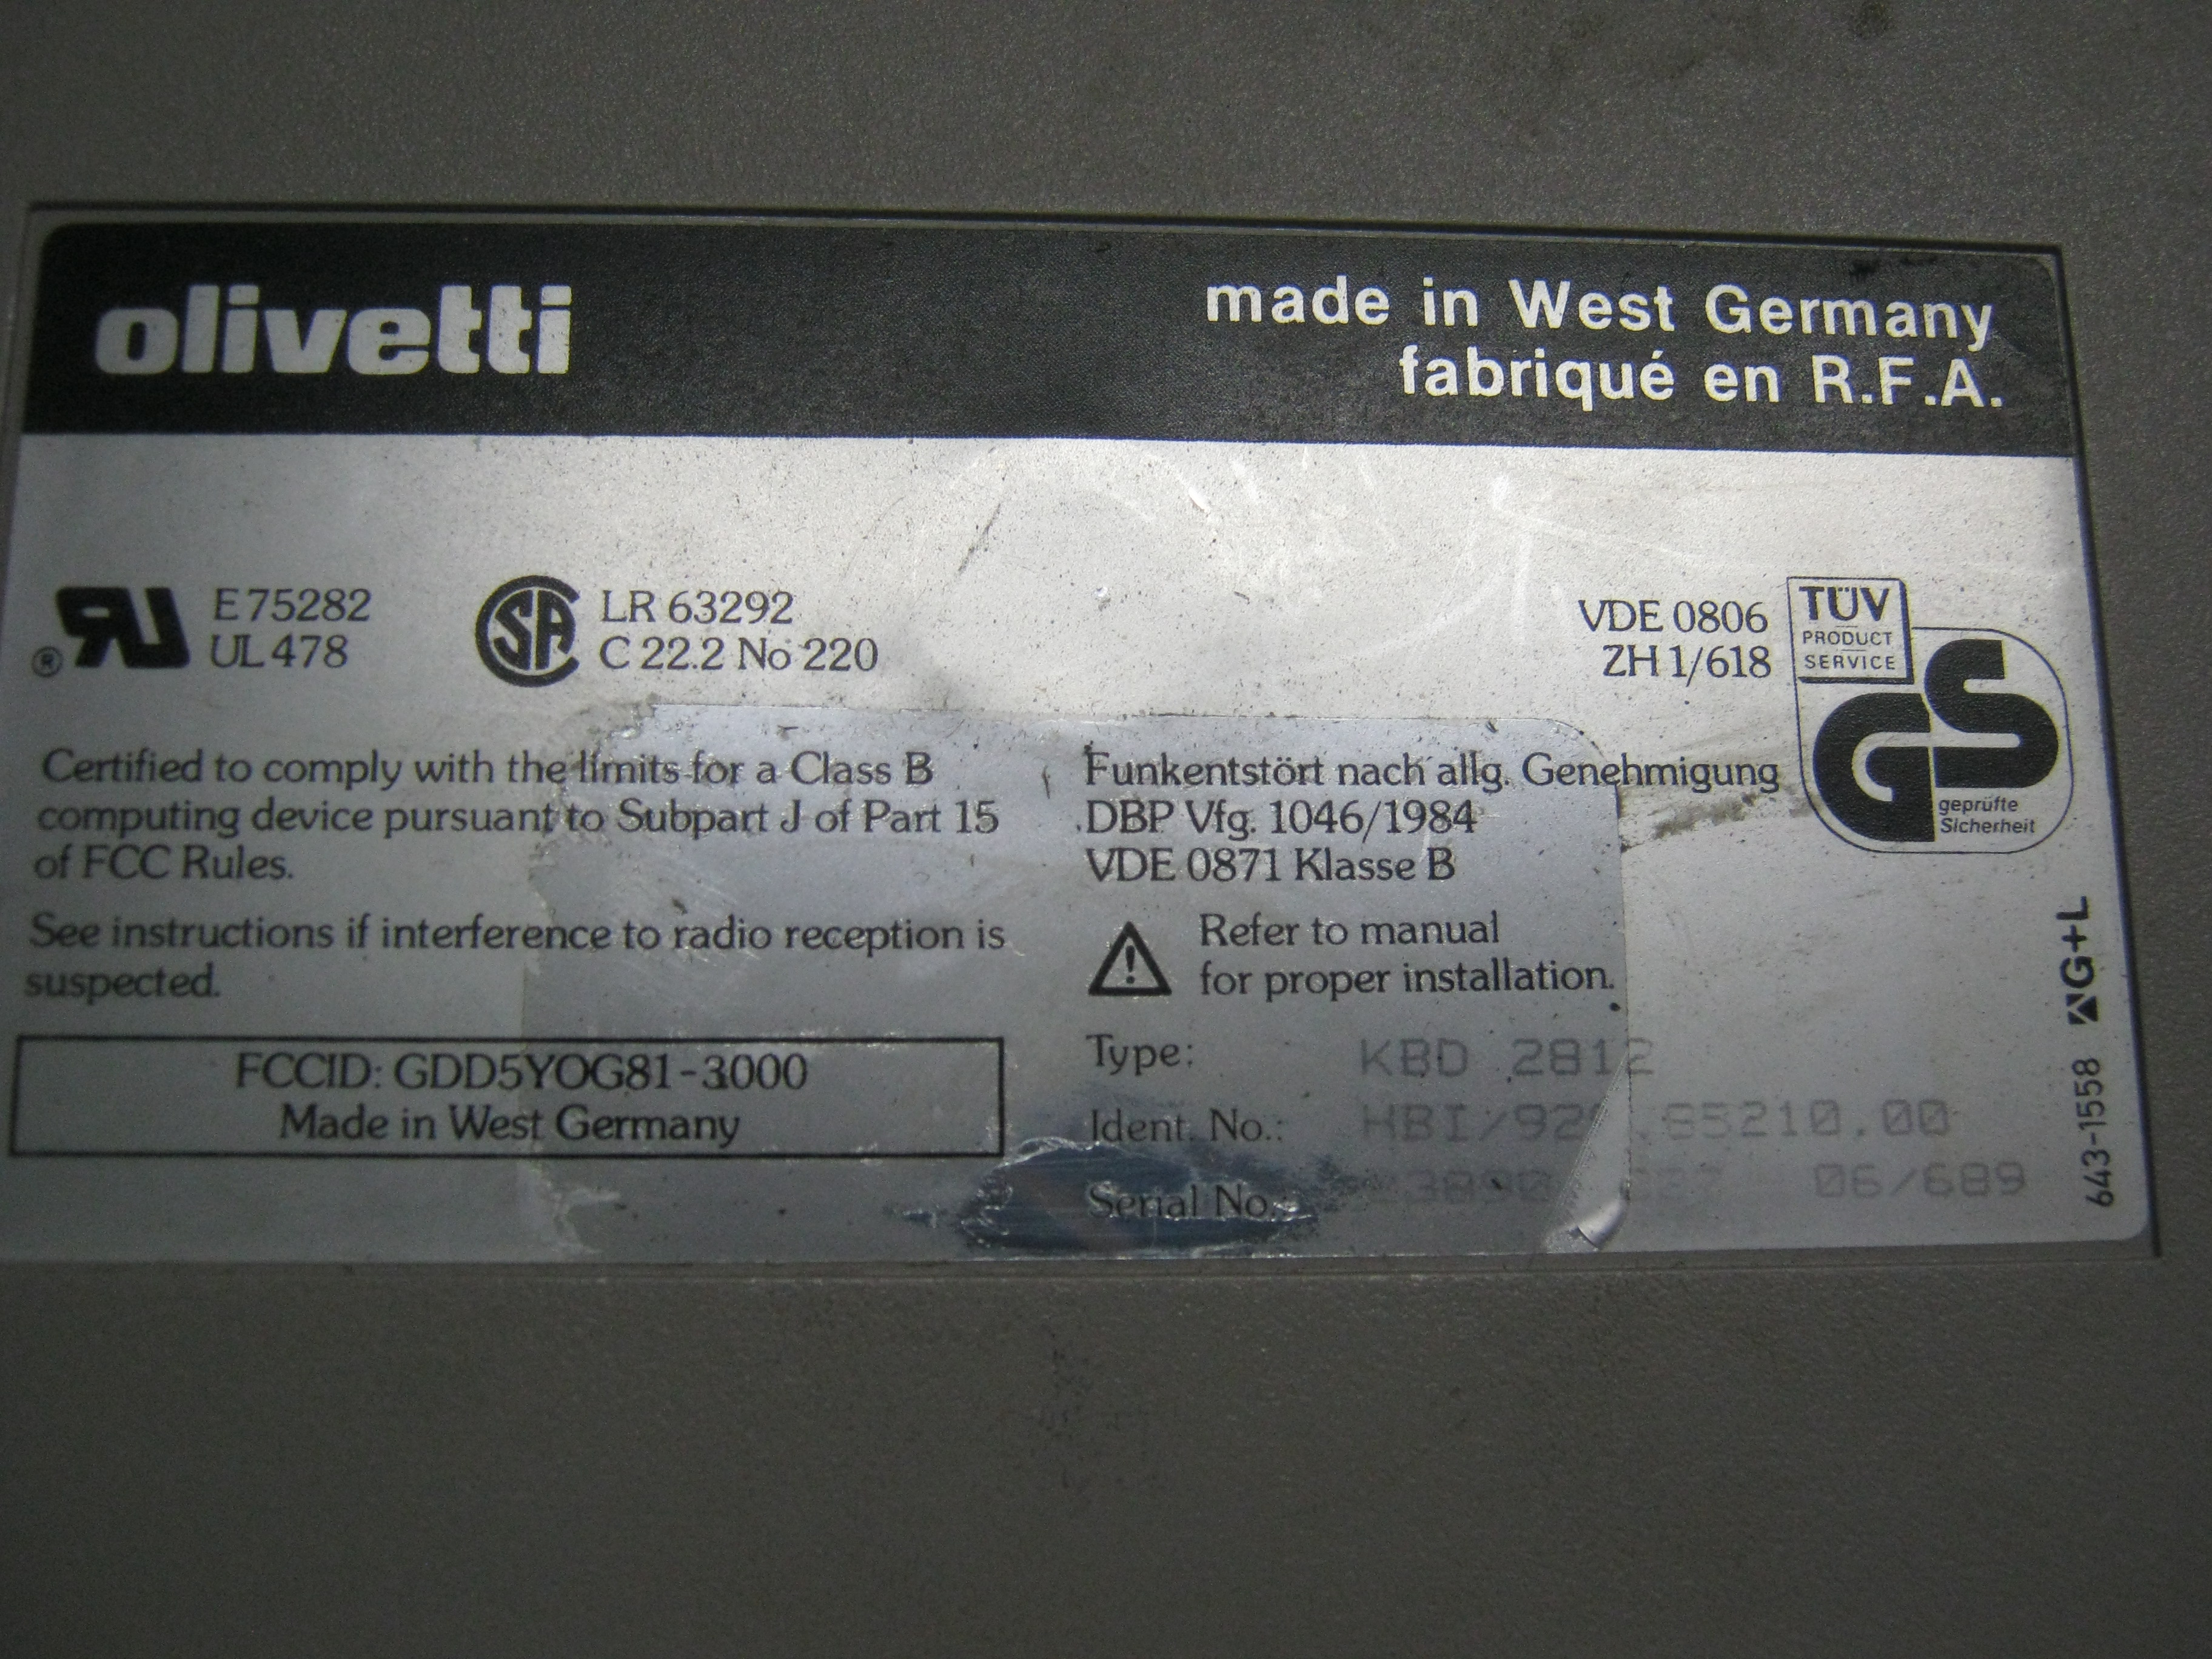 olivetti
made in West Germany
fabriqué en R.F.A.
® RU E 75282
UL 478
SA LR 63292
C 22.2 No 220
VDE 0806
ZH 1/618
TÜV
PRODUCT
SERVICE
GS
geprüfte
Sicherheit
Certified to comply with the limits for a Class B
computing device pursuant to Subpart J of Part 15
of FCC Rules.
See instructions if interference to radio reception is
suspected.
FCCID: GDD5YOG81-3000
Made in West Germany
Funkentstört nach allg. Genehmigung
DBP Vfg. 1046/1984
VDE 0871 Klasse B
Refer to manual
for proper installation.
Type: KBD 2812
Ident. No.:
Serial No.: 06/689
643-1558 G+L